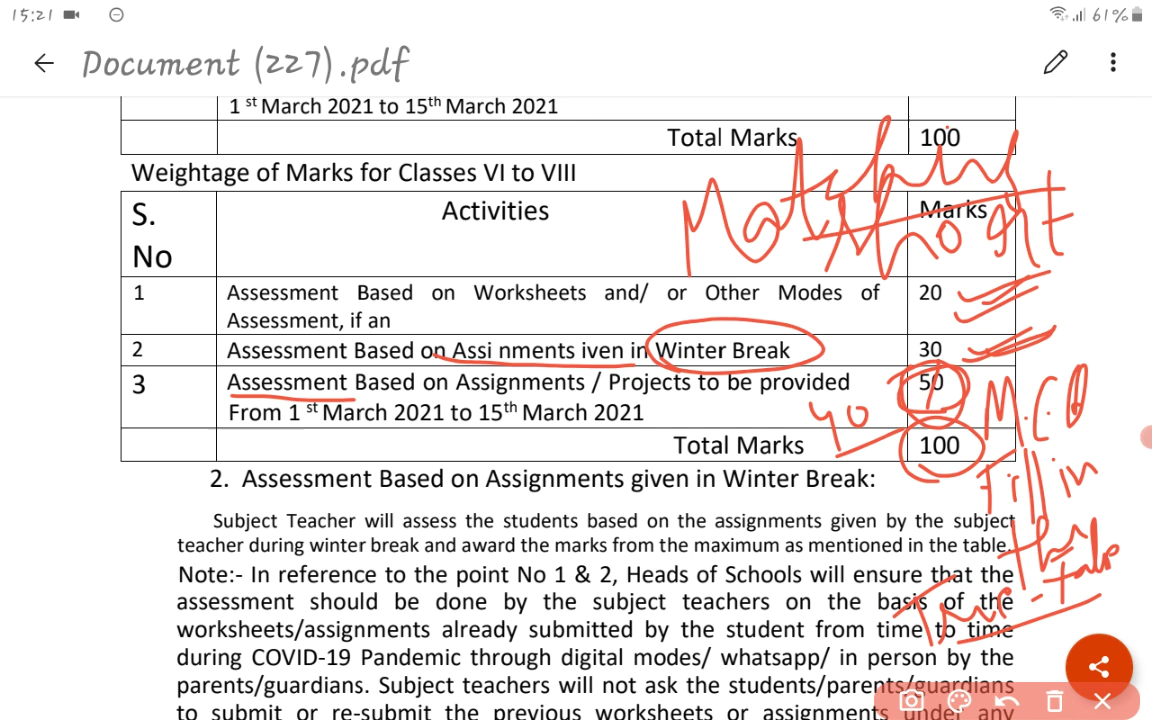 15:21 61%
Document (227).pdf
1 st March 2021 to 15th March 2021
Total Marks 100
Weightage of Marks for Classes VI to VIII
S. No Activities Marks
1 Assessment Based on Worksheets and/ or Other Modes of 20
Assessment, if an
2 Assessment Based on Assi nments iven in Winter Break 30
3 Assessment Based on Assignments / Projects to be provided 50
From 1 st March 2021 to 15th March 2021
40
Total Marks 100
M.C.Q
Fill in
the
True - false
2. Assessment Based on Assignments given in Winter Break:
Subject Teacher will assess the students based on the assignments given by the subject
teacher during winter break and award the marks from the maximum as mentioned in the table.
Note:- In reference to the point No 1 & 2, Heads of Schools will ensure that the
assessment should be done by the subject teachers on the basis of the
worksheets/assignments already submitted by the student from time to time
during COVID-19 Pandemic through digital modes/ whatsapp/ in person by the
parents/guardians. Subject teachers will not ask the students/parents/guardians
to submit or re-submit the previous worksheets or assignments under any